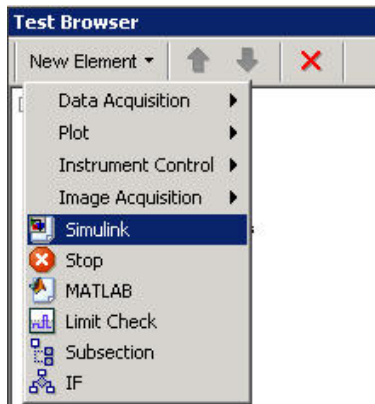 Test Browser
New Element
Data Acquisition
Plot
Instrument Control
Image Acquisition
Simulink
Stop
MATLAB
Limit Check
Subsection
IF